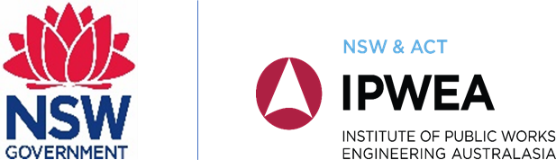 NSW
GOVERNMENT
NSW & ACT
IPWEA
INSTITUTE OF PUBLIC WORKS
ENGINEERING AUSTRALASIA